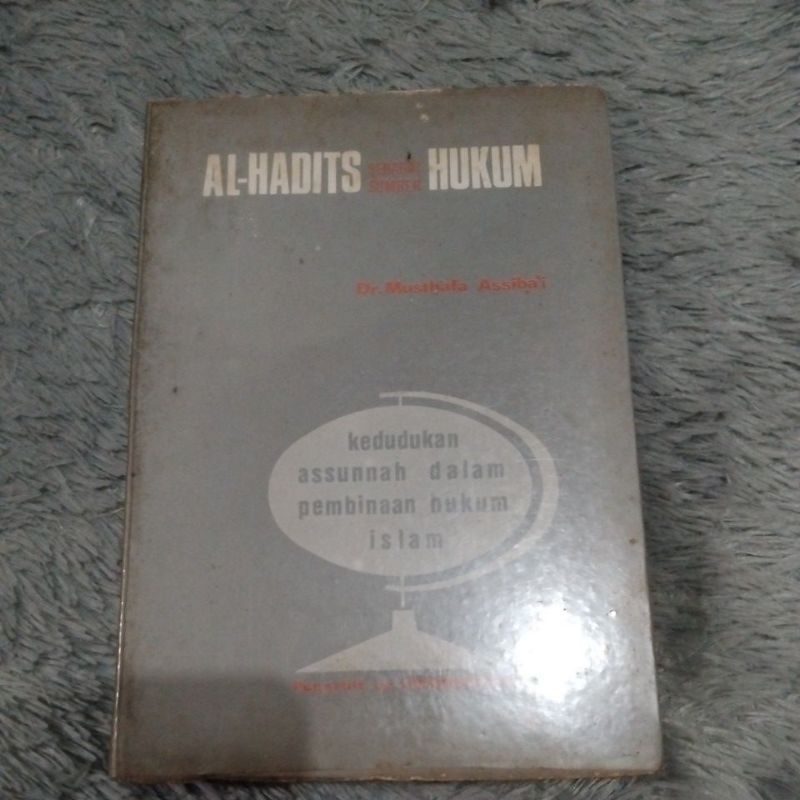 AL-HADITS SEBAGAI SUMBER HUKUM
Dr. Musthafa Assiba'i
kedudukan
assunnah dalam
pembinaan hukum
islam